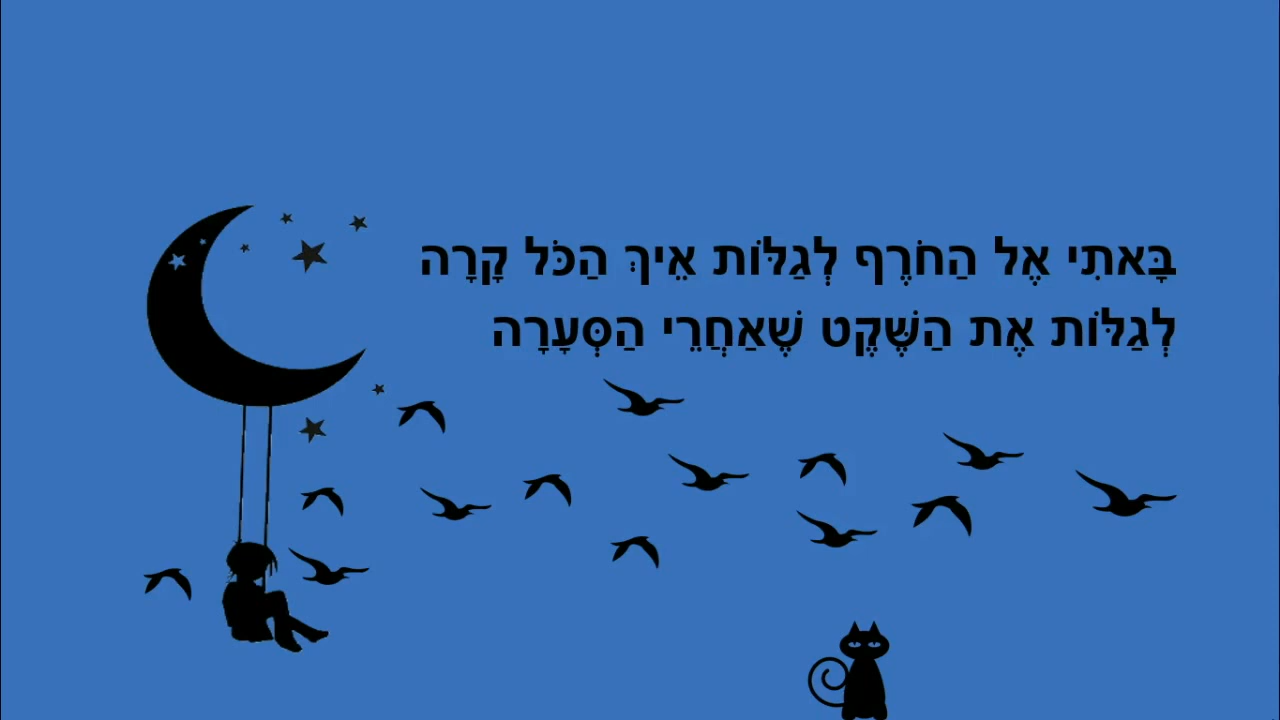 בָּאתִי אֶל הַחֹרֶף לְגַלּוֹת אֵיךְ הַכֹּל קָרָה
לְגַלּוֹת אֶת הַשֶּׁקֶט שֶׁאַחֲרֵי הַסְּעָרָה